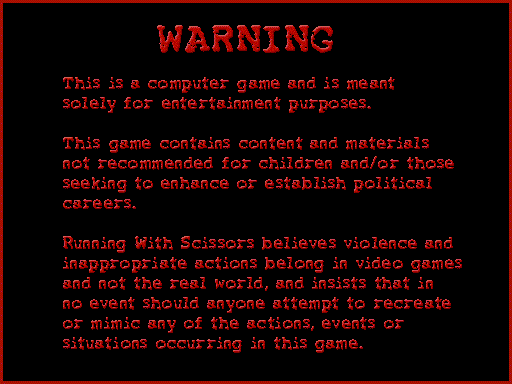 WARNING
This is a computer game and is meant
solely for entertainment purposes.
This game contains content and materials
not recommended for children and/or those
seeking to enhance or establish political
careers.
Running With Scissors believes violence and
inappropriate actions belong in video games
and not the real world, and insists that in
no event should anyone attempt to recreate
or mimic any of the actions, events or
situations occurring in this game.